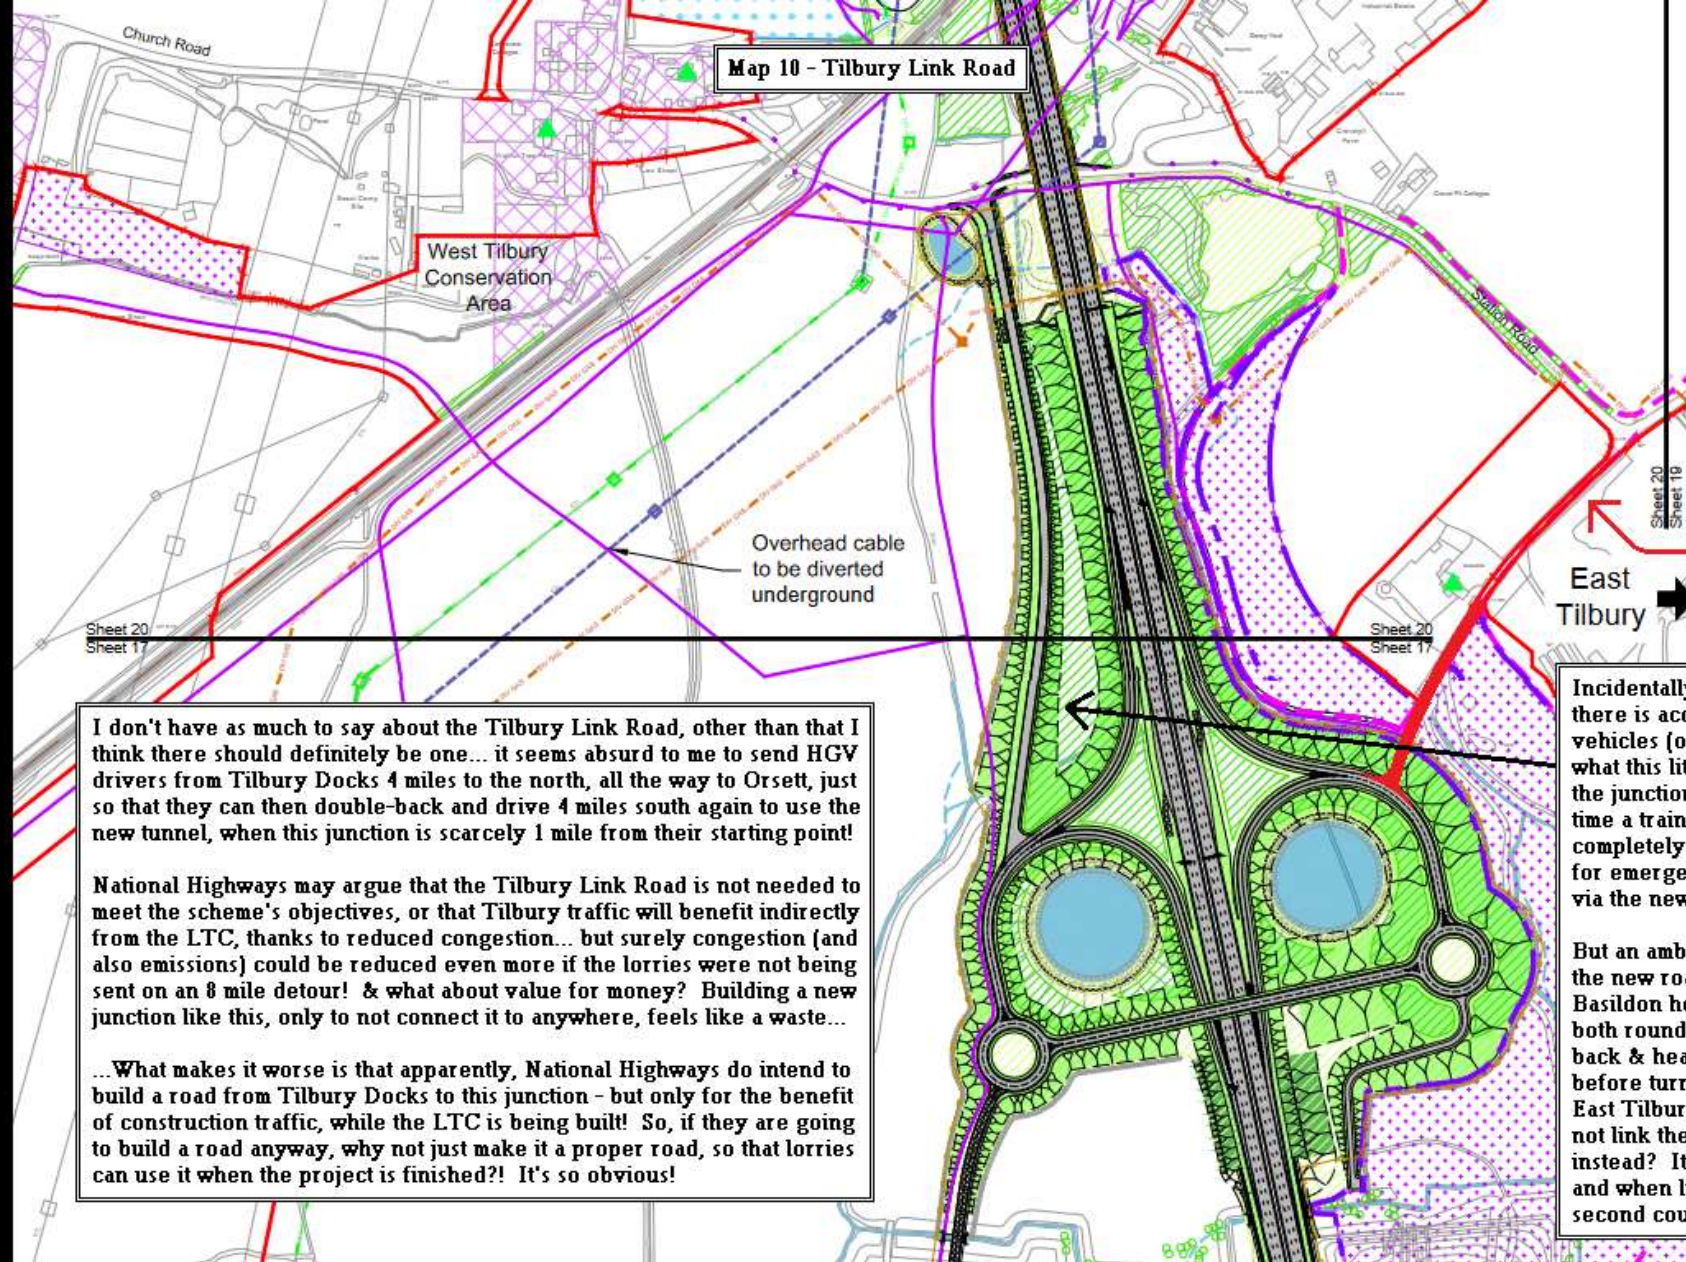 Church Road
Map 10 - Tilbury Link Road
West Tilbury
Conservation
Area
Station Road
Overhead cable
to be diverted
underground
Sheet 20
Sheet 19
East
Tilbury
Sheet 20
Sheet 17
Sheet 20
Sheet 17
I don't have as much to say about the Tilbury Link Road, other than that I
think there should definitely be one... it seems absurd to me to send HGV
drivers from Tilbury Docks 4 miles to the north, all the way to Orsett, just
so that they can then double-back and drive 4 miles south again to use the
new tunnel, when this junction is scarcely 1 mile from their starting point!
National Highways may argue that the Tilbury Link Road is not needed to
meet the scheme's objectives, or that Tilbury traffic will benefit indirectly
from the LTC, thanks to reduced congestion... but surely congestion (and
also emissions) could be reduced even more if the lorries were not being
sent on an 8 mile detour! & what about value for money? Building a new
junction like this, only to not connect it to anywhere, feels like a waste...
...What makes it worse is that apparently, National Highways do intend to
build a road from Tilbury Docks to this junction - but only for the benefit
of construction traffic, while the LTC is being built! So, if they are going
to build a road anyway, why not just make it a proper road, so that lorries
can use it when the project is finished?! It's so obvious!
Incidentally
there is acc
vehicles (o
what this lit
the junction
time a train
completely
for emerge
via the new
But an amb
the new roa
Basildon ho
both round
back & hea
before turr
East Tilbur
not link the
instead? It
and when l
second cou